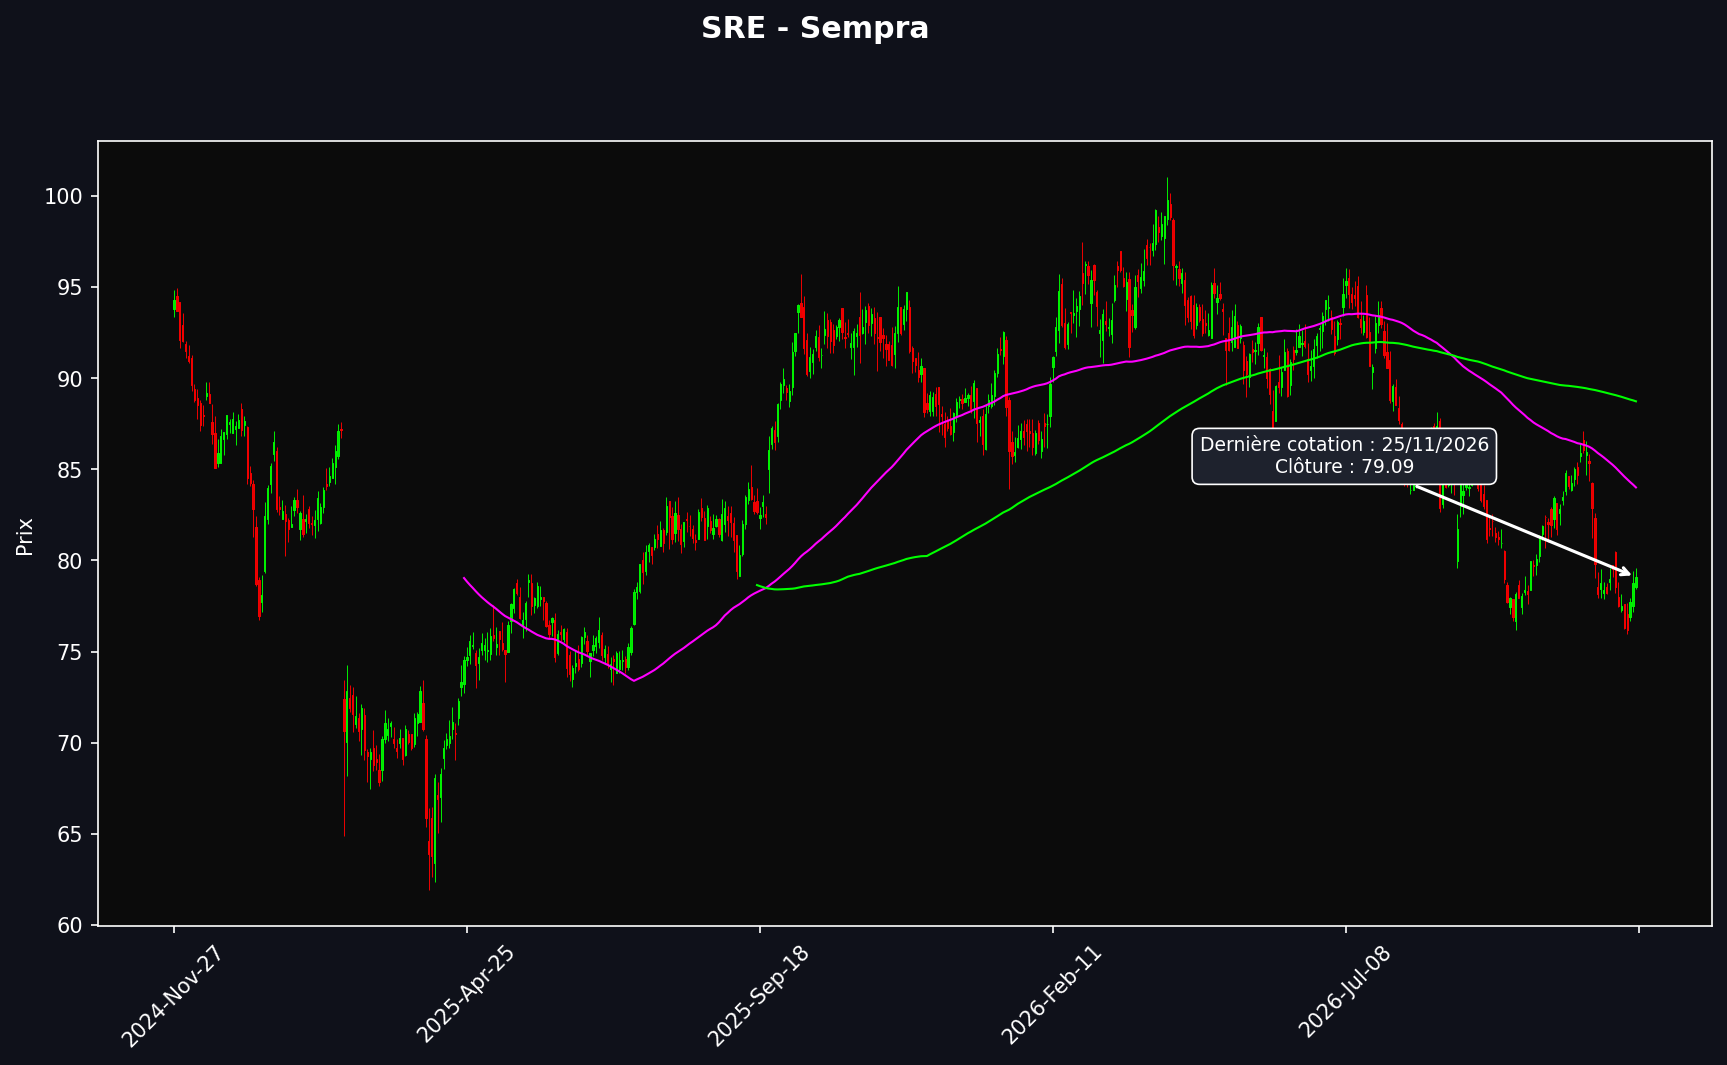 SRE - Sempra
Prix
100
95
90
85
80
75
70
65
60
Dernière cotation : 25/11/2026
Clôture : 79.09
2024-Nov-27
2025-Apr-25
2025-Sep-18
2026-Feb-11
2026-Jul-08